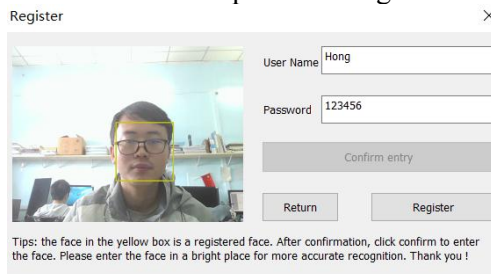 Register
User Name Hong
Password 123456
Confirm entry
Return Register
Tips: the face in the yellow box is a registered face. After confirmation, click confirm to enter
the face. Please enter the face in a bright place for more accurate recognition. Thank you !